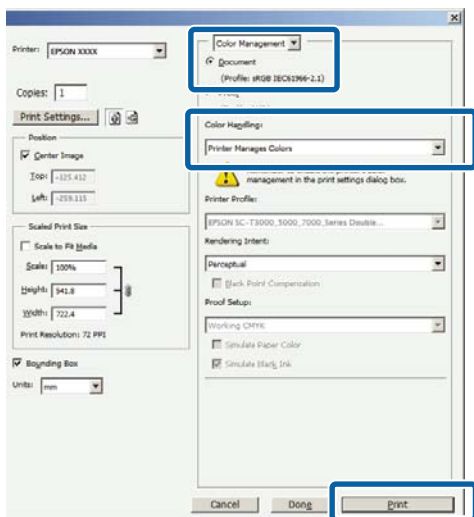 Printer: EPSON XXXX
Copies: 1
Print Settings...
Position
Center Image
Top: -125.412
Left: -259.115
Scaled Print Size
Scale to Fit Media
Scale: 100%
Height: 541.8
Width: 722.4
Print Resolution: 72 PPI
Bounding Box
Units: mm
Color Management
Document
(Profile: sRGB IEC61966-2.1)
Color Handling:
Printer Manages Colors
management in the print settings dialog box.
Printer Profile:
EPSON SC-T3000_5000_7000_Series Double...
Rendering Intent:
Perceptual
Black Point Compensation
Proof Setup:
Working CMYK
Simulate Paper Color
Simulate Black Ink
Cancel
Done
Print